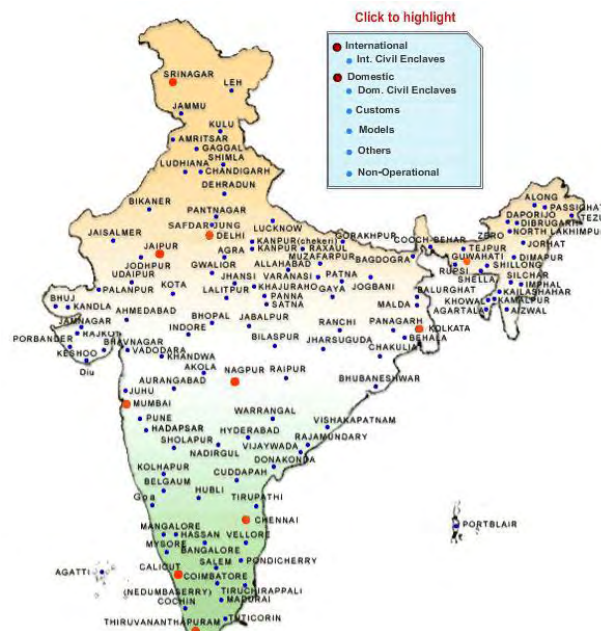 Click to highlight
International
Int. Civil Enclaves
Domestic
Dom. Civil Enclaves
Customs
Models
Others
Non-Operational
SRINAGAR
LEH
JAMMU
KULU
AMRITSAR
GAGGAL
SHIMLA
LUDHIANA
CHANDIGARH
DEHRADUN
BIKANER
PANTNAGAR
SAFDARJUNG
DELHI
LUCKNOW
JAISALMER
JAIPUR
AGRA
KANPUR(chekeri)
KANPUR
RAXAUL
GORAKHPUR
MUZAFARPUR
COOCH-BEHAR
BAGDOGRA
ALONG
PASSIGHAT
TEZU
DAPORIJO
DIBRUGARH
ZERO
NORTH LAKHIMPUR
TEJPUR
JORHAT
GUWAHATI
DIMAPUR
RUPSI
SHILLONG
SHELLA
SILCHAR
IMPHAL
KAILASHAHAR
KHOWAL
KAMALPUR
AGARTALA
AIZWAL
JODHPUR
GWALIOR
ALLAHABAD
UDAIPUR
JHANSI
VARANASI
PATNA
JOGBANI
PALANPUR
KOTA
LALITPUR
KHAJURAHO
GAYA
BALURGHAT
PANNA
SATNA
MALDA
BHUJ
KANDLA
AHMEDABAD
BHOPAL
JABALPUR
RANCHI
PANAGARH
KOLKATA
JAMNAGAR
RAJKOT
INDORE
BILASPUR
JHARSUGUDA
BEHALA
PORBANDER
KESHOO
BHAVNAGAR
VADODARA
KHANDWA
CHAKULIA
Diu
AKOLA
NAGPUR
RAIPUR
AURANGABAD
BHUBANESHWAR
JUHU
MUMBAI
PUNE
WARRANGAL
HADAPSAR
VISHAKAPATNAM
HYDERABAD
SHOLAPUR
RAJAMUNDARY
NADIRGUL
VIJAYWADA
DONAKONDA
KOLHAPUR
CUDDAPAH
BELGAUM
HUBLI
TIRUPATHI
Goa
CHENNAI
PORTBLAIR
MANGALORE
HASSAN
VELLORE
MYSORE
BANGALORE
PONDICHERRY
CALICUT
SALEM
AGATTI
COIMBATORE
(NEDUMBASERRY)
TIRUCHIRAPPALI
COCHIN
MADURAI
THIRUVANANTHAPURAM
TUTICORIN